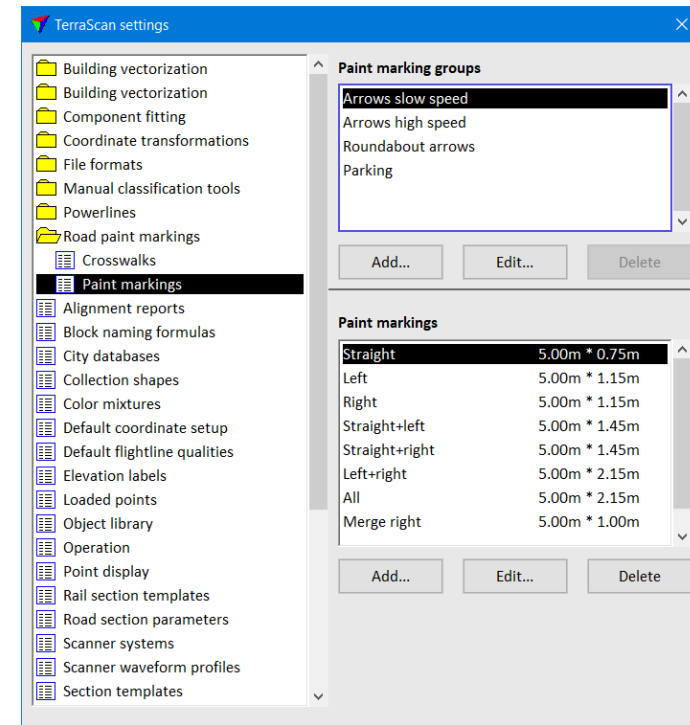 TerraScan settings
Building vectorization
Building vectorization
Component fitting
Coordinate transformations
File formats
Manual classification tools
Powerlines
Road paint markings
Crosswalks
Paint markings
Alignment reports
Block naming formulas
City databases
Collection shapes
Color mixtures
Default coordinate setup
Default flightline qualities
Elevation labels
Loaded points
Object library
Operation
Point display
Rail section templates
Road section parameters
Scanner systems
Scanner waveform profiles
Section templates
Paint marking groups
Arrows slow speed
Arrows high speed
Roundabout arrows
Parking
Add... Edit... Delete
Paint markings
Straight 5.00m * 0.75m
Left 5.00m * 1.15m
Right 5.00m * 1.15m
Straight+left 5.00m * 1.45m
Straight+right 5.00m * 1.45m
Left+right 5.00m * 2.15m
All 5.00m * 2.15m
Merge right 5.00m * 1.00m
Add... Edit... Delete